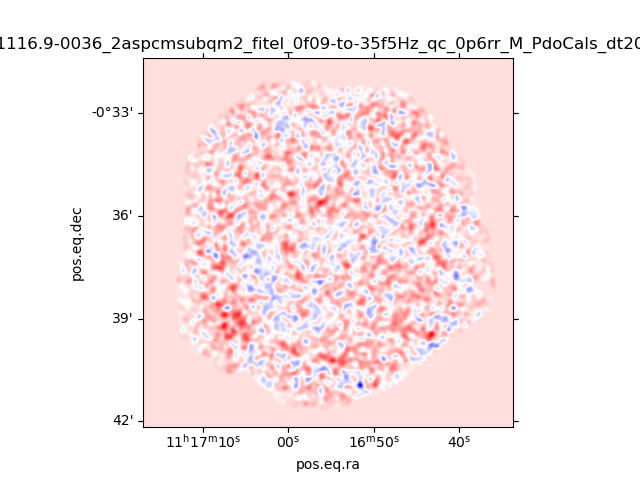 1116.9-0036_2aspcmsubqm2_fitel_0f09-to-35f5Hz_qc_0p6rr_M_PdoCals_dt20
-0°33'
36'
39'
42'
pos.eq.dec
11h17m10s 00s 16m50s 40s
pos.eq.ra